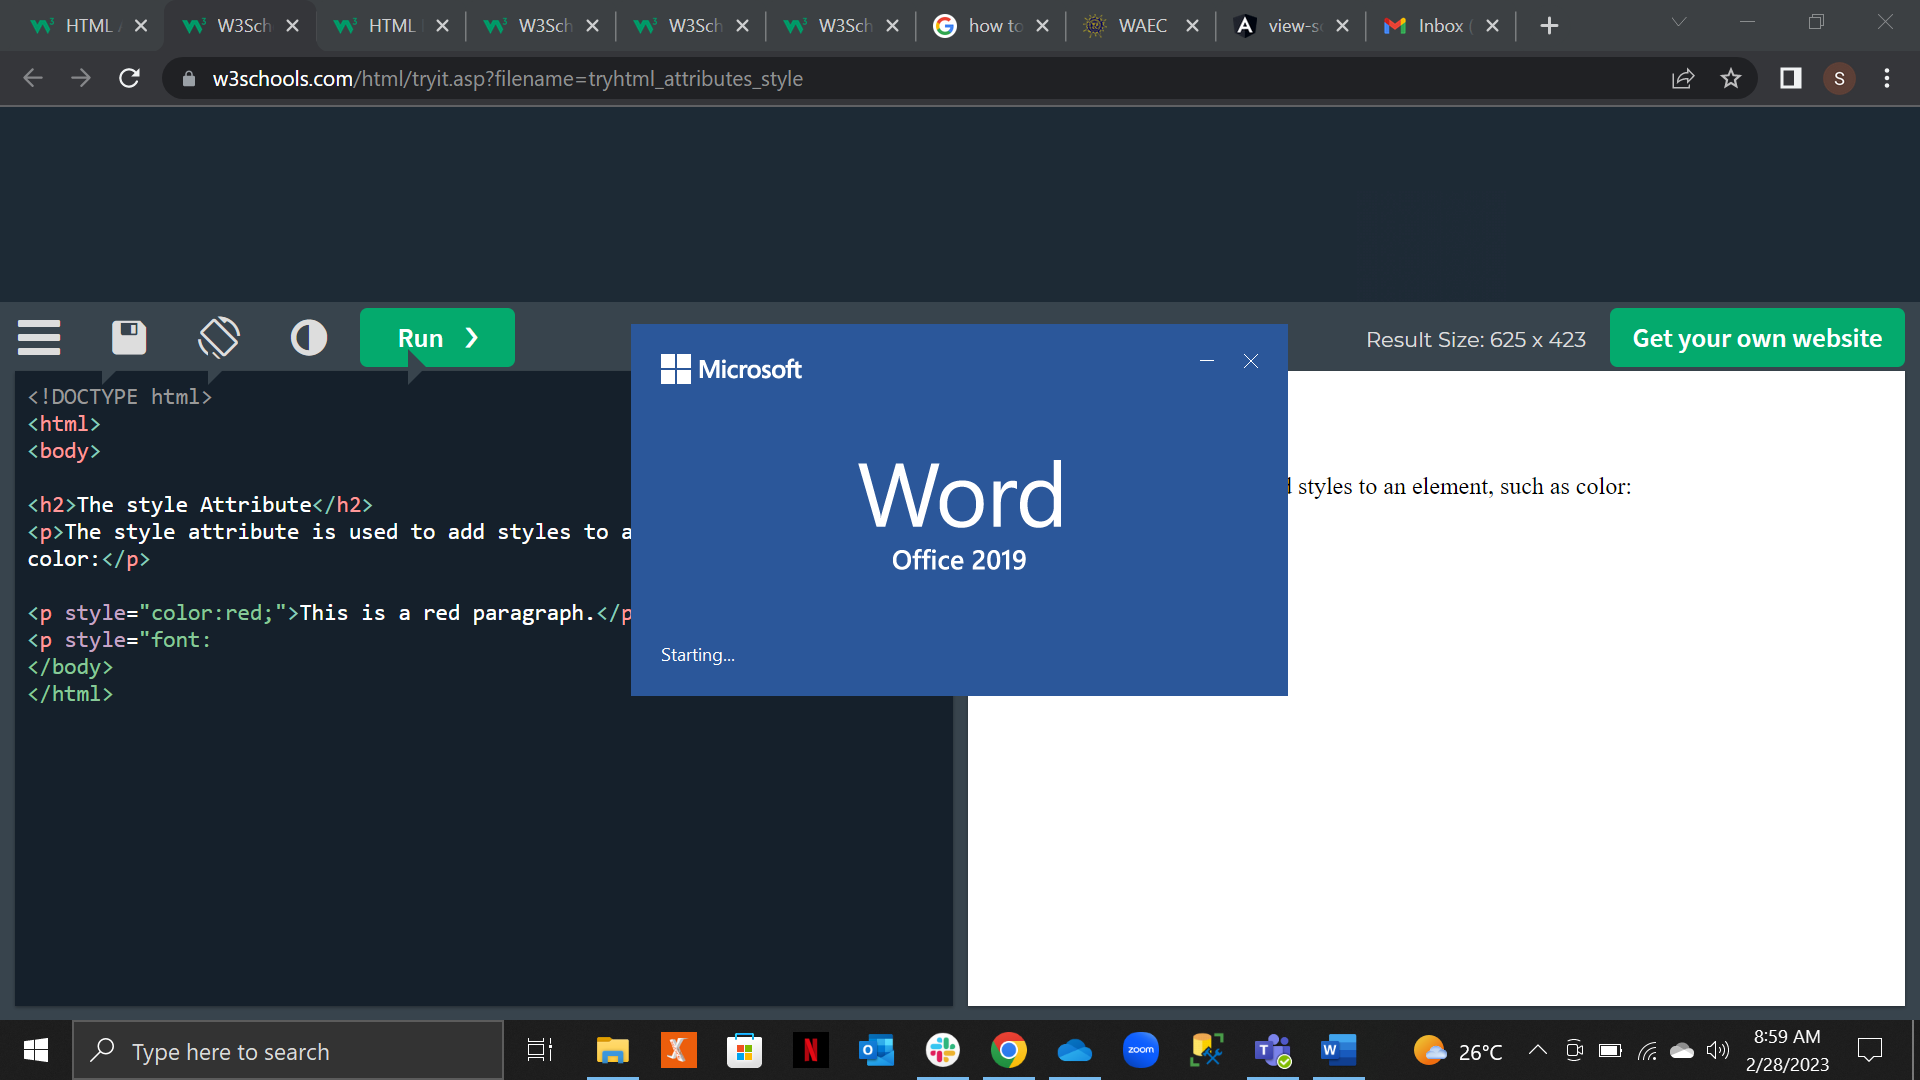 HTML
W3Sch
HTML
W3Sch
W3Sch
W3Sch
how to
WAEC
view-s
Inbox (
w3schools.com/html/tryit.asp?filename=tryhtml_attributes_style
S
Run ❯
Result Size: 625 x 423
Get your own website
<!DOCTYPE html>
<html>
<body>
<h2>The style Attribute</h2>
<p>The style attribute is used to add styles to a
color:</p>
<p style="color:red;">This is a red paragraph.</p
<p style="font:
</body>
</html>
Microsoft
Word
Office 2019
Starting...
styles to an element, such as color:
Type here to search
zoom
26°C
8:59 AM
2/28/2023